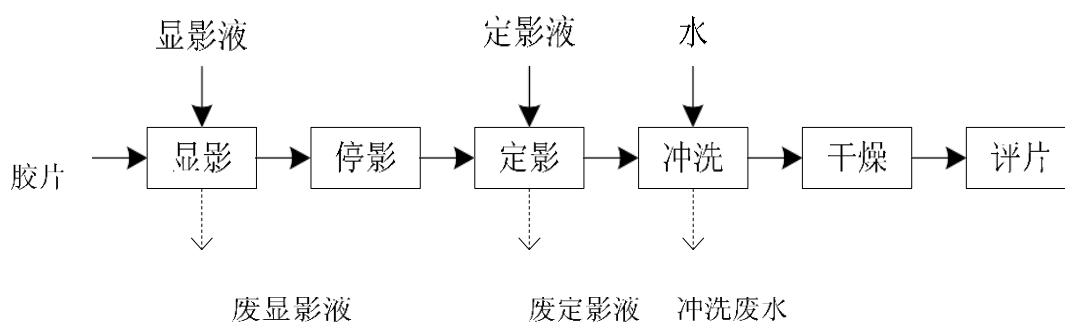 显影液 定影液 水
胶片 显影 停影 定影 冲洗 干燥 评片
废显影液 废定影液 冲洗废水